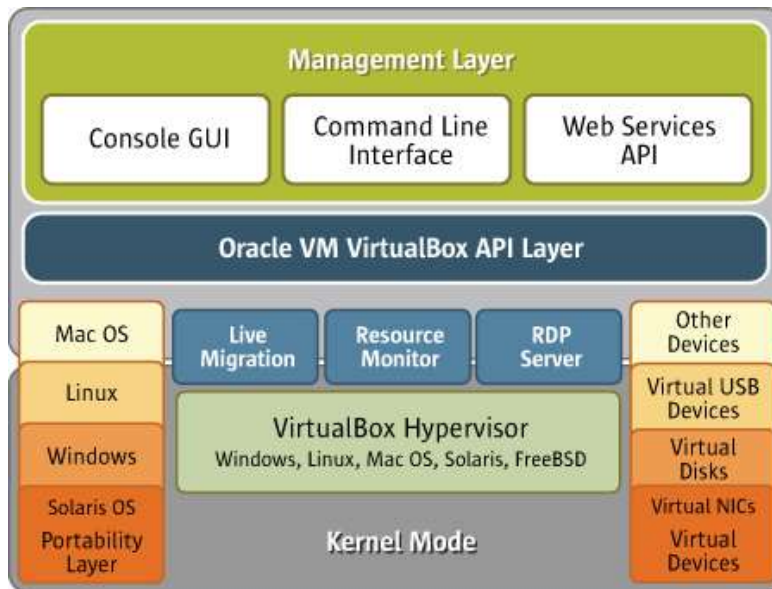 Management Layer
Console GUI
Command Line
Interface
Web Services
API
Oracle VM VirtualBox API Layer
Mac OS
Linux
Windows
Solaris OS
Portability
Layer
Live
Migration
Resource
Monitor
RDP
Server
VirtualBox Hypervisor
Windows, Linux, Mac OS, Solaris, FreeBSD
Kernel Mode
Other
Devices
Virtual USB
Devices
Virtual
Disks
Virtual NICs
Virtual
Devices